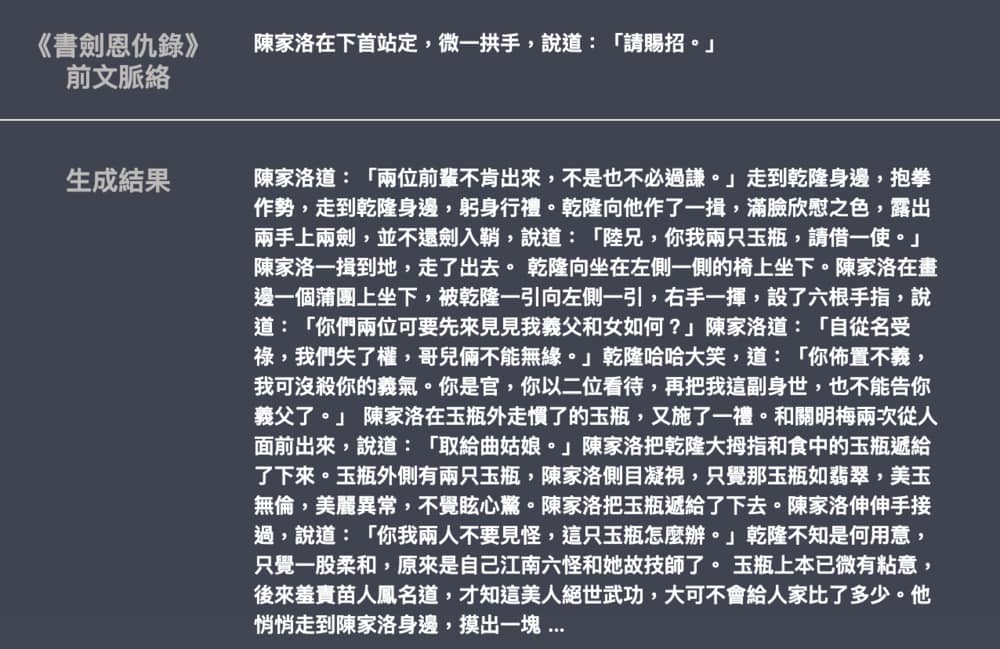 《書劍恩仇錄》
前文脈絡
陳家洛在下首站定，微一拱手，說道：「請賜招。」
生成結果
陳家洛道：「兩位前輩不肯出來，不是也不必過謙。」走到乾隆身邊，抱拳
作勢，走到乾隆身邊，躬身行禮。乾隆向他作了一揖，滿臉欣慰之色，露出
兩手上兩劍，並不還劍入鞘，說道：「陸兄，你我兩只玉瓶，請借一使。」
陳家洛一揖到地，走了出去。 乾隆向坐在左側一側的椅上坐下。陳家洛在畫
邊一個蒲團上坐下，被乾隆一引向左側一引，右手一揮，設了六根手指，說
道：「你們兩位可要先來見見我義父和女如何？」陳家洛道：「自從名受
祿，我們失了權，哥兒倆不能無緣。」乾隆哈哈大笑，道：「你佈置不義，
我可沒殺你的義氣。你是官，你以二位看待，再把我這副身世，也不能告你
義父了。」 陳家洛在玉瓶外走慣了的玉瓶，又施了一禮。和關明梅兩次從人
面前出來，說道：「取給曲姑娘。」陳家洛把乾隆大拇指和食中的玉瓶遞給
了下來。玉瓶外側有兩只玉瓶，陳家洛側目凝視，只覺那玉瓶如翡翠，美玉
無倫，美麗異常，不覺眩心驚。陳家洛把玉瓶遞給了下去。陳家洛伸伸手接
過，說道：「你我兩人不要見怪，這只玉瓶怎麼辦。」乾隆不知是何用意，
只覺一股柔和，原來是自己江南六怪和她故技師了。 玉瓶上本已微有粘意，
後來羞責苗人鳳名道，才知這美人絕世武功，大可不會給人家比了多少。他
悄悄走到陳家洛身邊，摸出一塊 ...